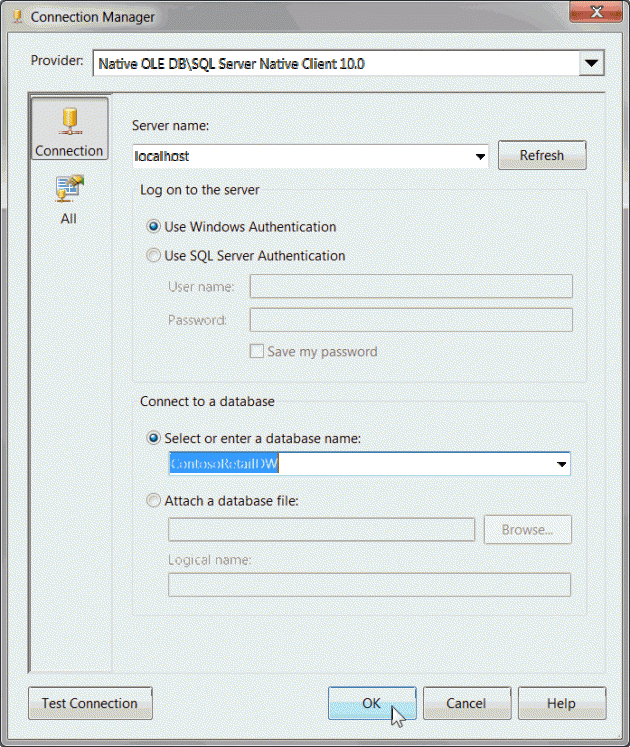 Connection Manager
Provider: Native OLE DB\SQL Server Native Client 10.0
Connection
All
Server name:
localhost
Refresh
Log on to the server
Use Windows Authentication
Use SQL Server Authentication
User name:
Password:
Save my password
Connect to a database
Select or enter a database name:
ContosoRetailDW
Attach a database file:
Browse...
Logical name:
Test Connection OK Cancel Help